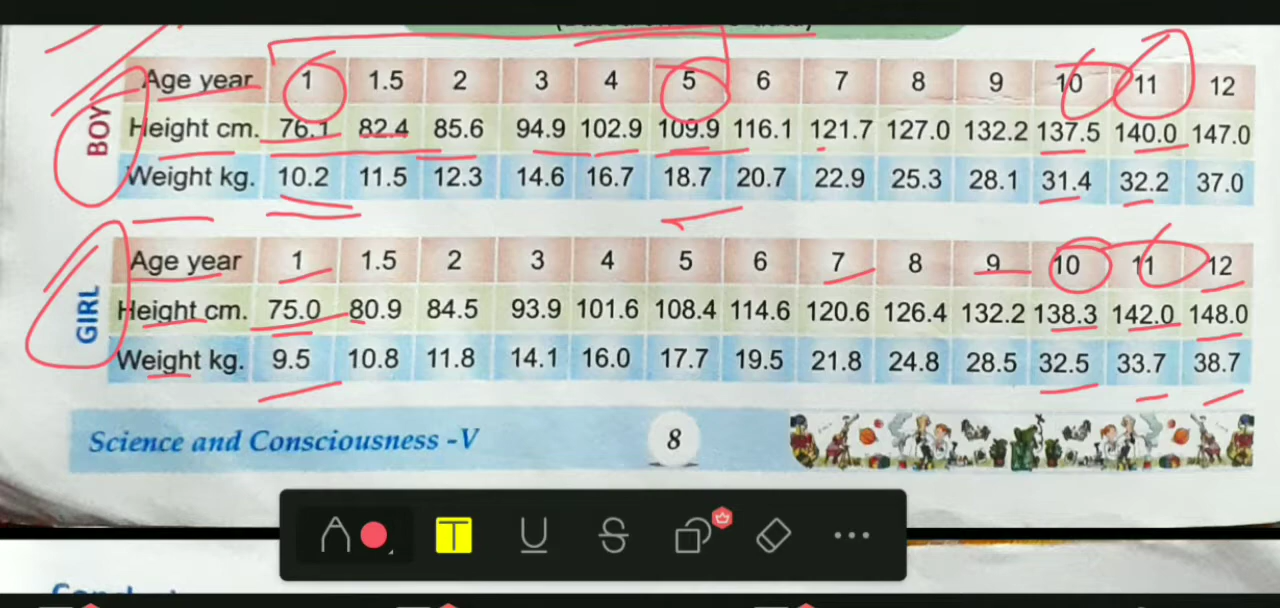 Age year 1 1.5 2 3 4 5 6 7 8 9 10 11 12
BOY
Height cm. 76.1 82.4 85.6 94.9 102.9 109.9 116.1 121.7 127.0 132.2 137.5 140.0 147.0
Weight kg. 10.2 11.5 12.3 14.6 16.7 18.7 20.7 22.9 25.3 28.1 31.4 32.2 37.0
Age year 1 1.5 2 3 4 5 6 7 8 9 10 11 12
GIRL
Height cm. 75.0 80.9 84.5 93.9 101.6 108.4 114.6 120.6 126.4 132.2 138.3 142.0 148.0
Weight kg. 9.5 10.8 11.8 14.1 16.0 17.7 19.5 21.8 24.8 28.5 32.5 33.7 38.7
Science and Consciousness -V 8
T U S